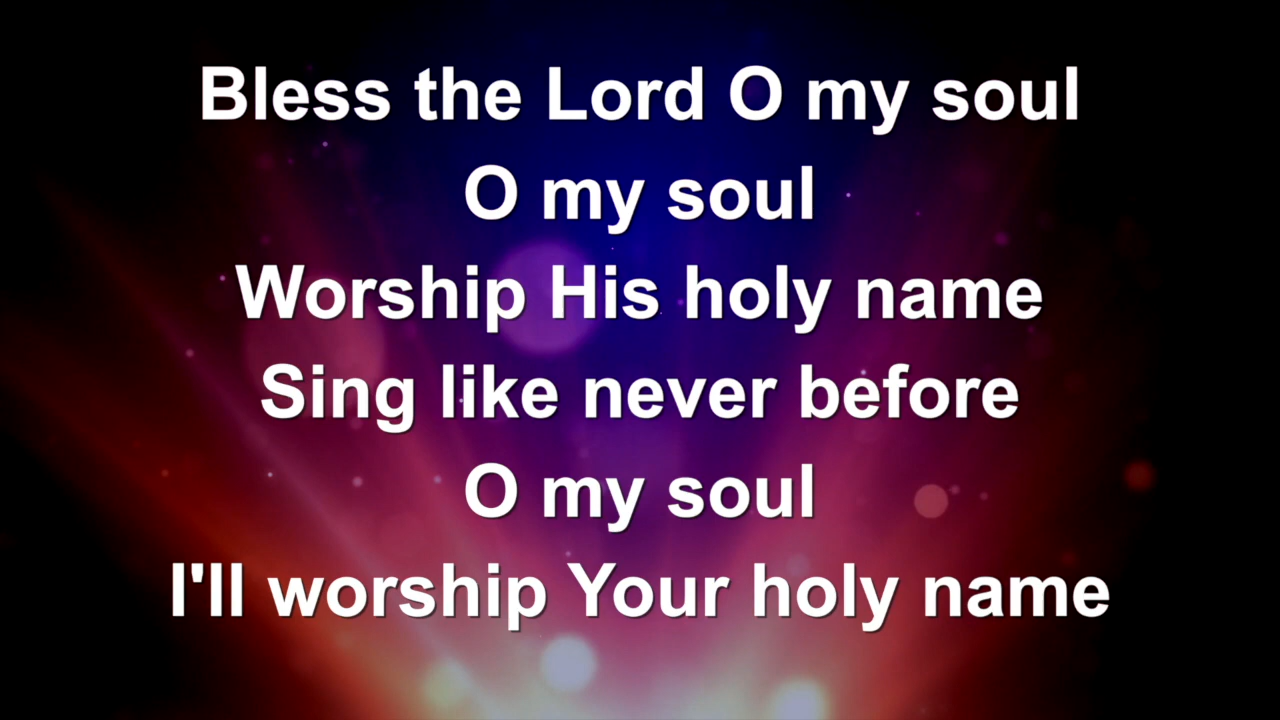 Bless the Lord O my soul
O my soul
Worship His holy name
Sing like never before
O my soul
I'll worship Your holy name